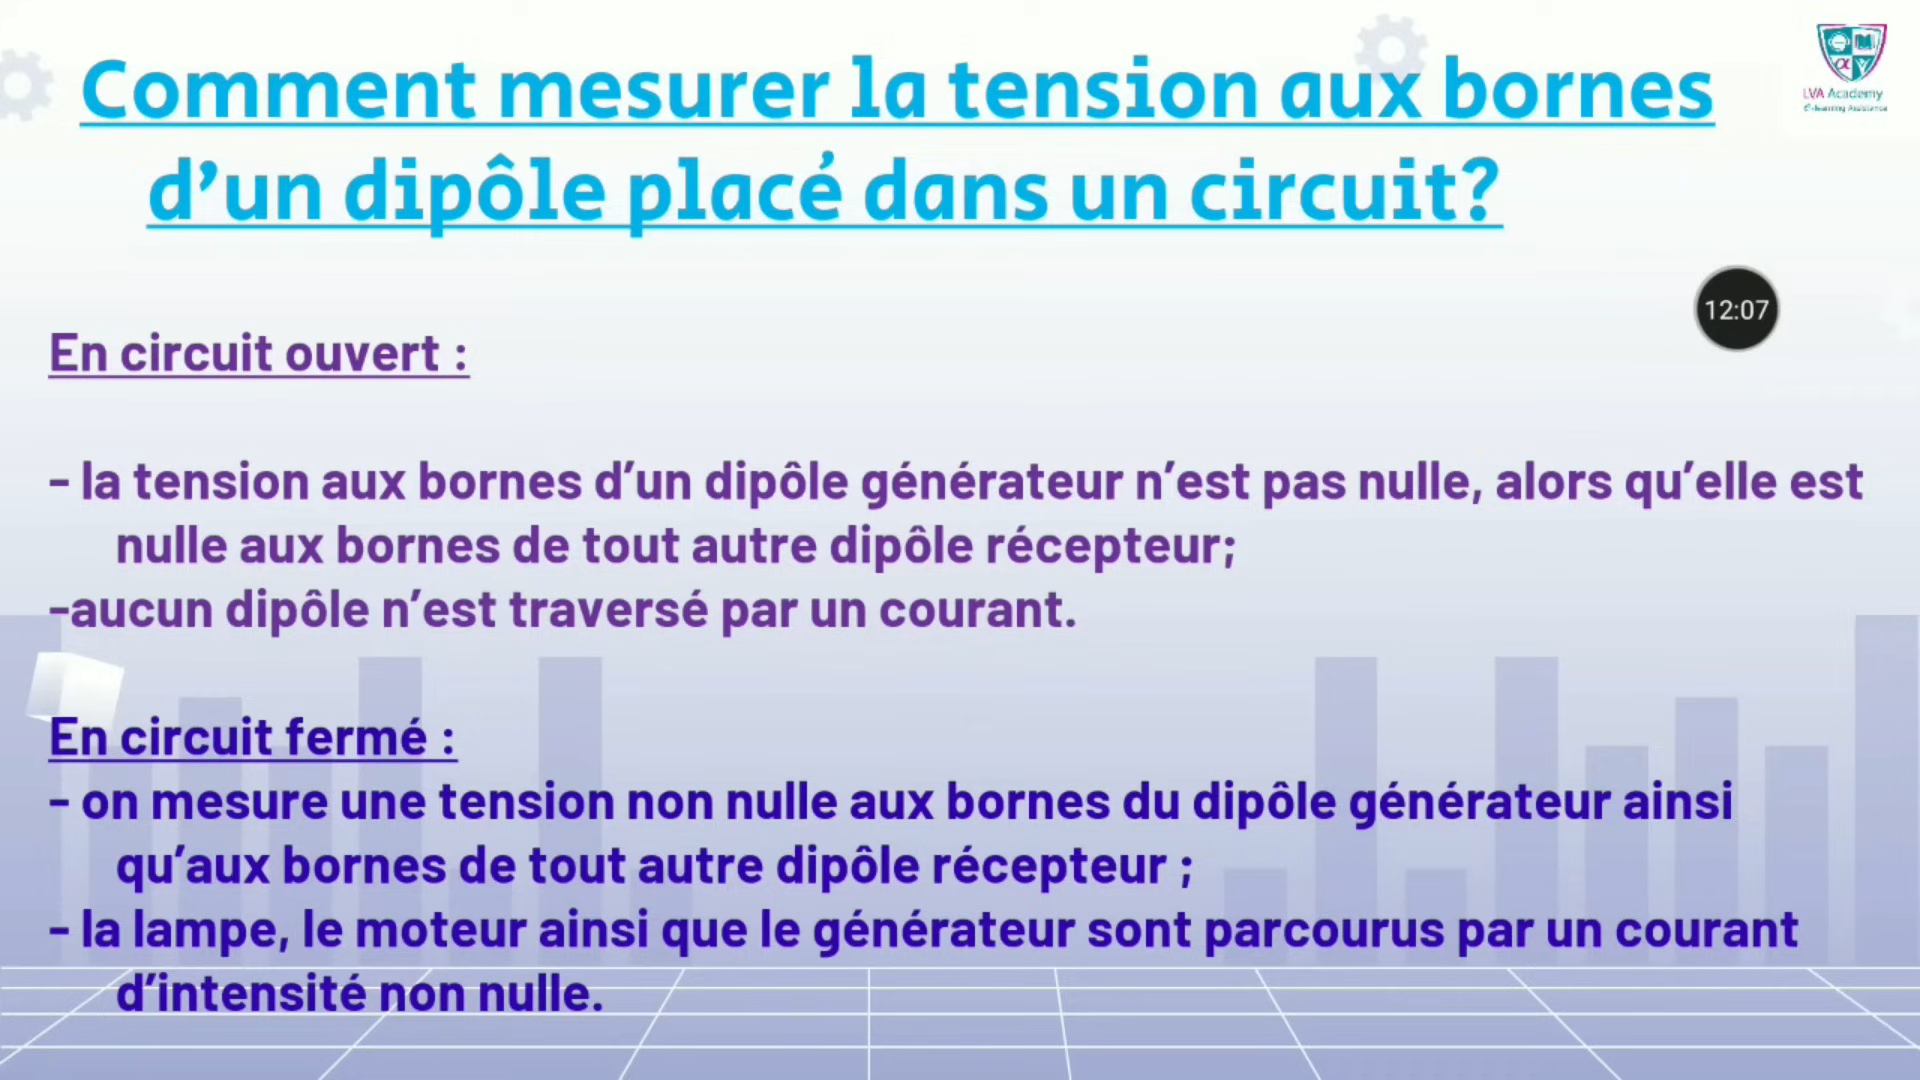 Comment mesurer la tension aux bornes
d’un dipôle placé dans un circuit?
LVA Academy
E-learning Assistance
12:07
En circuit ouvert :
- la tension aux bornes d’un dipôle générateur n’est pas nulle, alors qu’elle est
nulle aux bornes de tout autre dipôle récepteur;
-aucun dipôle n’est traversé par un courant.
En circuit fermé :
- on mesure une tension non nulle aux bornes du dipôle générateur ainsi
qu’aux bornes de tout autre dipôle récepteur ;
- la lampe, le moteur ainsi que le générateur sont parcourus par un courant
d’intensité non nulle.